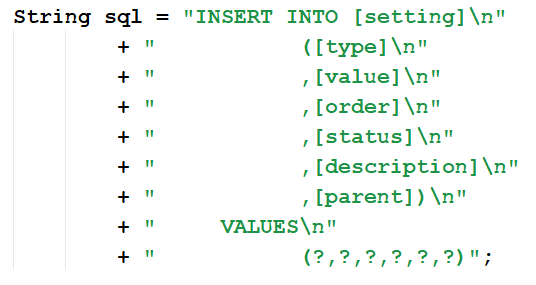 String sql = "INSERT INTO [setting]\n"
+ "           ([type]\n"
+ "           ,[value]\n"
+ "           ,[order]\n"
+ "           ,[status]\n"
+ "           ,[description]\n"
+ "           ,[parent])\n"
+ "     VALUES\n"
+ "           (?,?,?,?,?,?)";